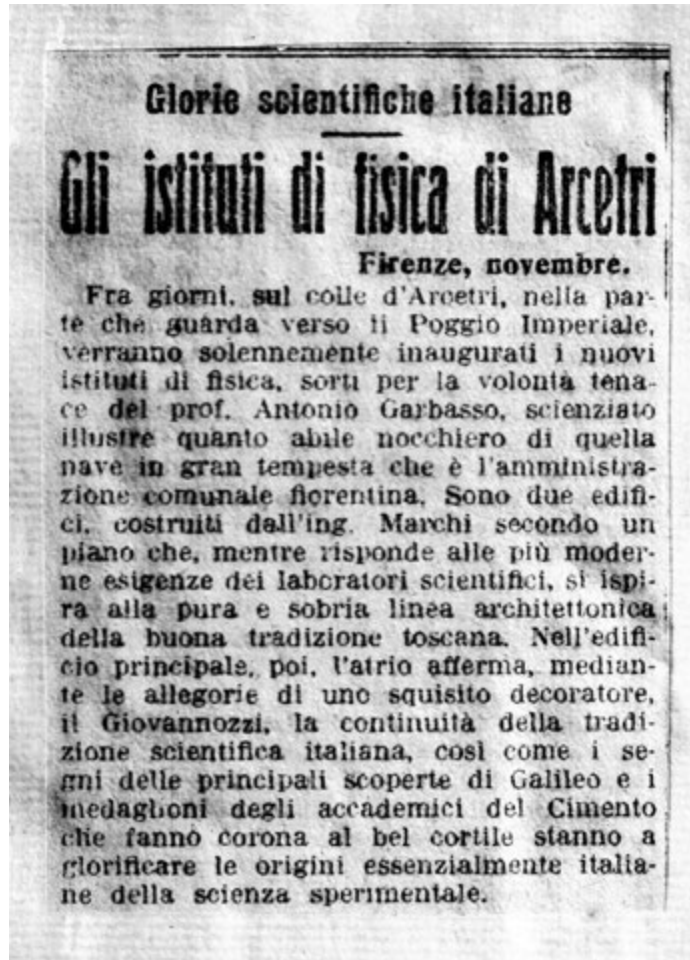 Glorie scientifiche italiane
Gli istituti di fisica di Arcetri
Firenze, novembre.
Fra giorni, sul colle d'Arcetri, nella par-
te che guarda verso il Poggio Imperiale,
verranno solennemente inaugurati i nuovi
istituti di fisica, sorti per la volontà tena-
ce del prof. Antonio Garbasso, scienziato
illustre quanto abile nocchiero di quella
nave in gran tempesta che è l'amministra-
zione comunale fiorentina. Sono due edifi-
ci, costruiti dall'ing. Marchi secondo un
piano che, mentre risponde alle più moder-
ne esigenze dei laboratori scientifici, si ispi-
ra alla pura e sobria linea architettonica
della buona tradizione toscana. Nell'edifi-
cio principale, poi, l'atrio afferma, median-
te le allegorie di uno squisito decoratore,
il Giovannozzi, la continuità della tradi-
zione scientifica italiana, così come i se-
gni delle principali scoperte di Galileo e i
medaglioni degli accademici del Cimento
che fanno corona al bel cortile stanno a
glorificare le origini essenzialmente italia-
ne della scienza sperimentale.